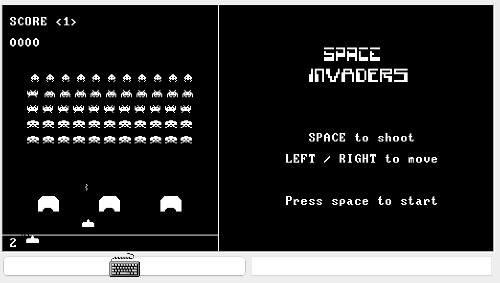 SCORE <1>
0000
2
SPACE
INVADERS
SPACE to shoot
LEFT / RIGHT to move
Press space to start